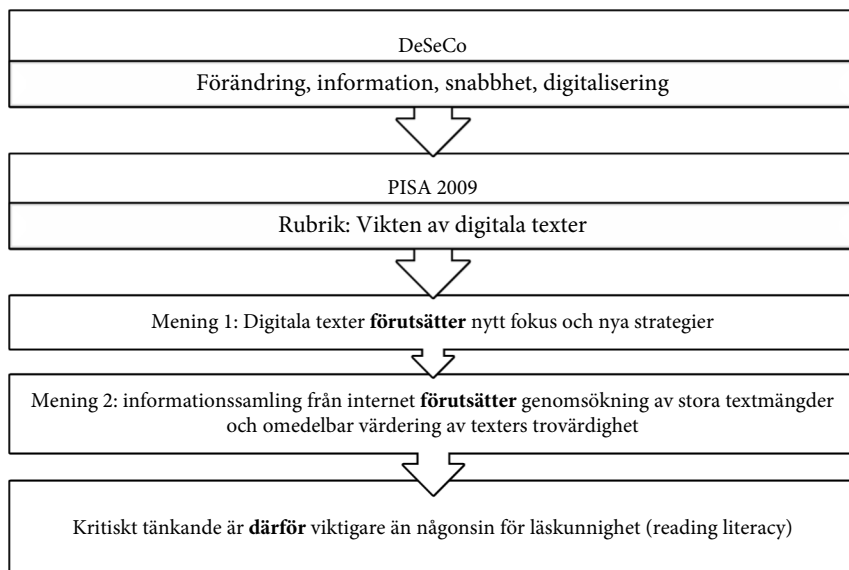 DeSeCo
Förändring, information, snabbhet, digitalisering
PISA 2009
Rubrik: Vikten av digitala texter
Mening 1: Digitala texter förutsätter nytt fokus och nya strategier
Mening 2: informationssamling från internet förutsätter genomsökning av stora textmängder
och omedelbar värdering av texters trovärdighet
Kritiskt tänkande är därför viktigare än någonsin för läskunnighet (reading literacy)